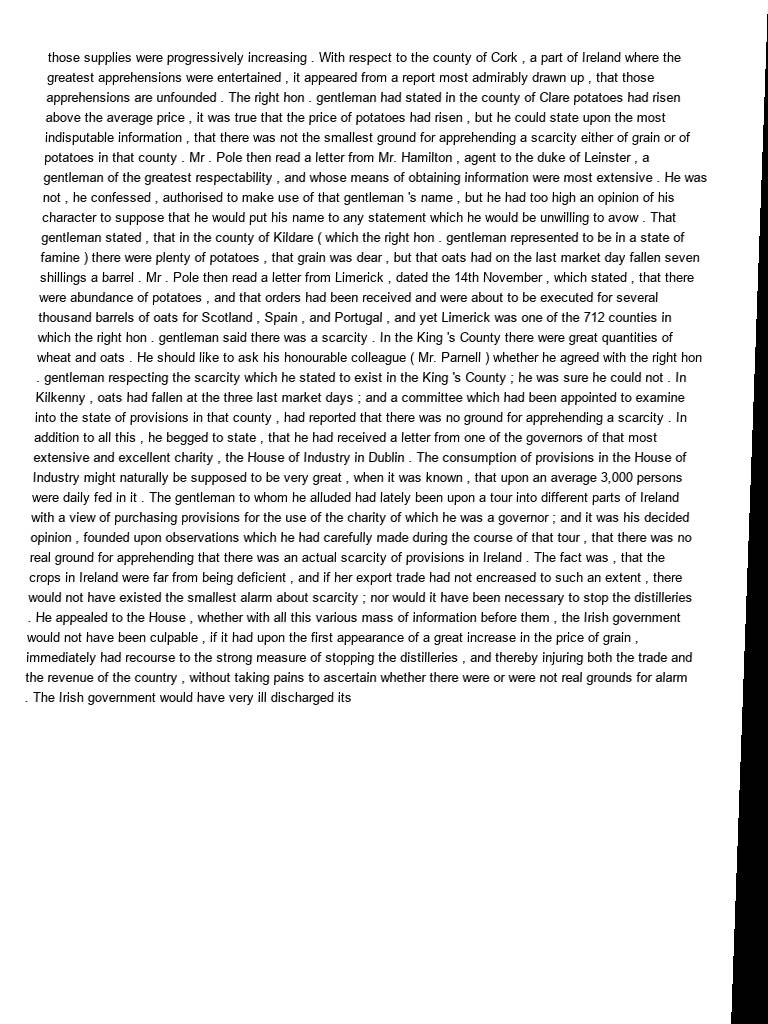 those supplies were progressively increasing . With respect to the county of Cork , a part of Ireland where the
greatest apprehensions were entertained , it appeared from a report most admirably drawn up , that those
apprehensions are unfounded . The right hon . gentleman had stated in the county of Clare potatoes had risen
above the average price , it was true that the price of potatoes had risen , but he could state upon the most
indisputable information , that there was not the smallest ground for apprehending a scarcity either of grain or of
potatoes in that county . Mr . Pole then read a letter from Mr. Hamilton , agent to the duke of Leinster , a
gentleman of the greatest respectability , and whose means of obtaining information were most extensive . He was
not , he confessed , authorised to make use of that gentleman 's name , but he had too high an opinion of his
character to suppose that he would put his name to any statement which he would be unwilling to avow . That
gentleman stated , that in the county of Kildare ( which the right hon . gentleman represented to be in a state of
famine ) there were plenty of potatoes , that grain was dear , but that oats had on the last market day fallen seven
shillings a barrel . Mr . Pole then read a letter from Limerick , dated the 14th November , which stated , that there
were abundance of potatoes , and that orders had been received and were about to be executed for several
thousand barrels of oats for Scotland , Spain , and Portugal , and yet Limerick was one of the 712 counties in
which the right hon . gentleman said there was a scarcity . In the King 's County there were great quantities of
wheat and oats . He should like to ask his honourable colleague ( Mr. Parnell ) whether he agreed with the right hon
. gentleman respecting the scarcity which he stated to exist in the King 's County ; he was sure he could not . In
Kilkenny , oats had fallen at the three last market days ; and a committee which had been appointed to examine
into the state of provisions in that county , had reported that there was no ground for apprehending a scarcity . In
addition to all this , he begged to state , that he had received a letter from one of the governors of that most
extensive and excellent charity , the House of Industry in Dublin . The consumption of provisions in the House of
Industry might naturally be supposed to be very great , when it was known , that upon an average 3,000 persons
were daily fed in it . The gentleman to whom he alluded had lately been upon a tour into different parts of Ireland
with a view of purchasing provisions for the use of the charity of which he was a governor ; and it was his decided
opinion , founded upon observations which he had carefully made during the course of that tour , that there was no
real ground for apprehending that there was an actual scarcity of provisions in Ireland . The fact was , that the
crops in Ireland were far from being deficient , and if her export trade had not encreased to such an extent , there
would not have existed the smallest alarm about scarcity ; nor would it have been necessary to stop the distilleries
. He appealed to the House , whether with all this various mass of information before them , the Irish government
would not have been culpable , if it had upon the first appearance of a great increase in the price of grain ,
immediately had recourse to the strong measure of stopping the distilleries , and thereby injuring both the trade and
the revenue of the country , without taking pains to ascertain whether there were or were not real grounds for alarm
. The Irish government would have very ill discharged its